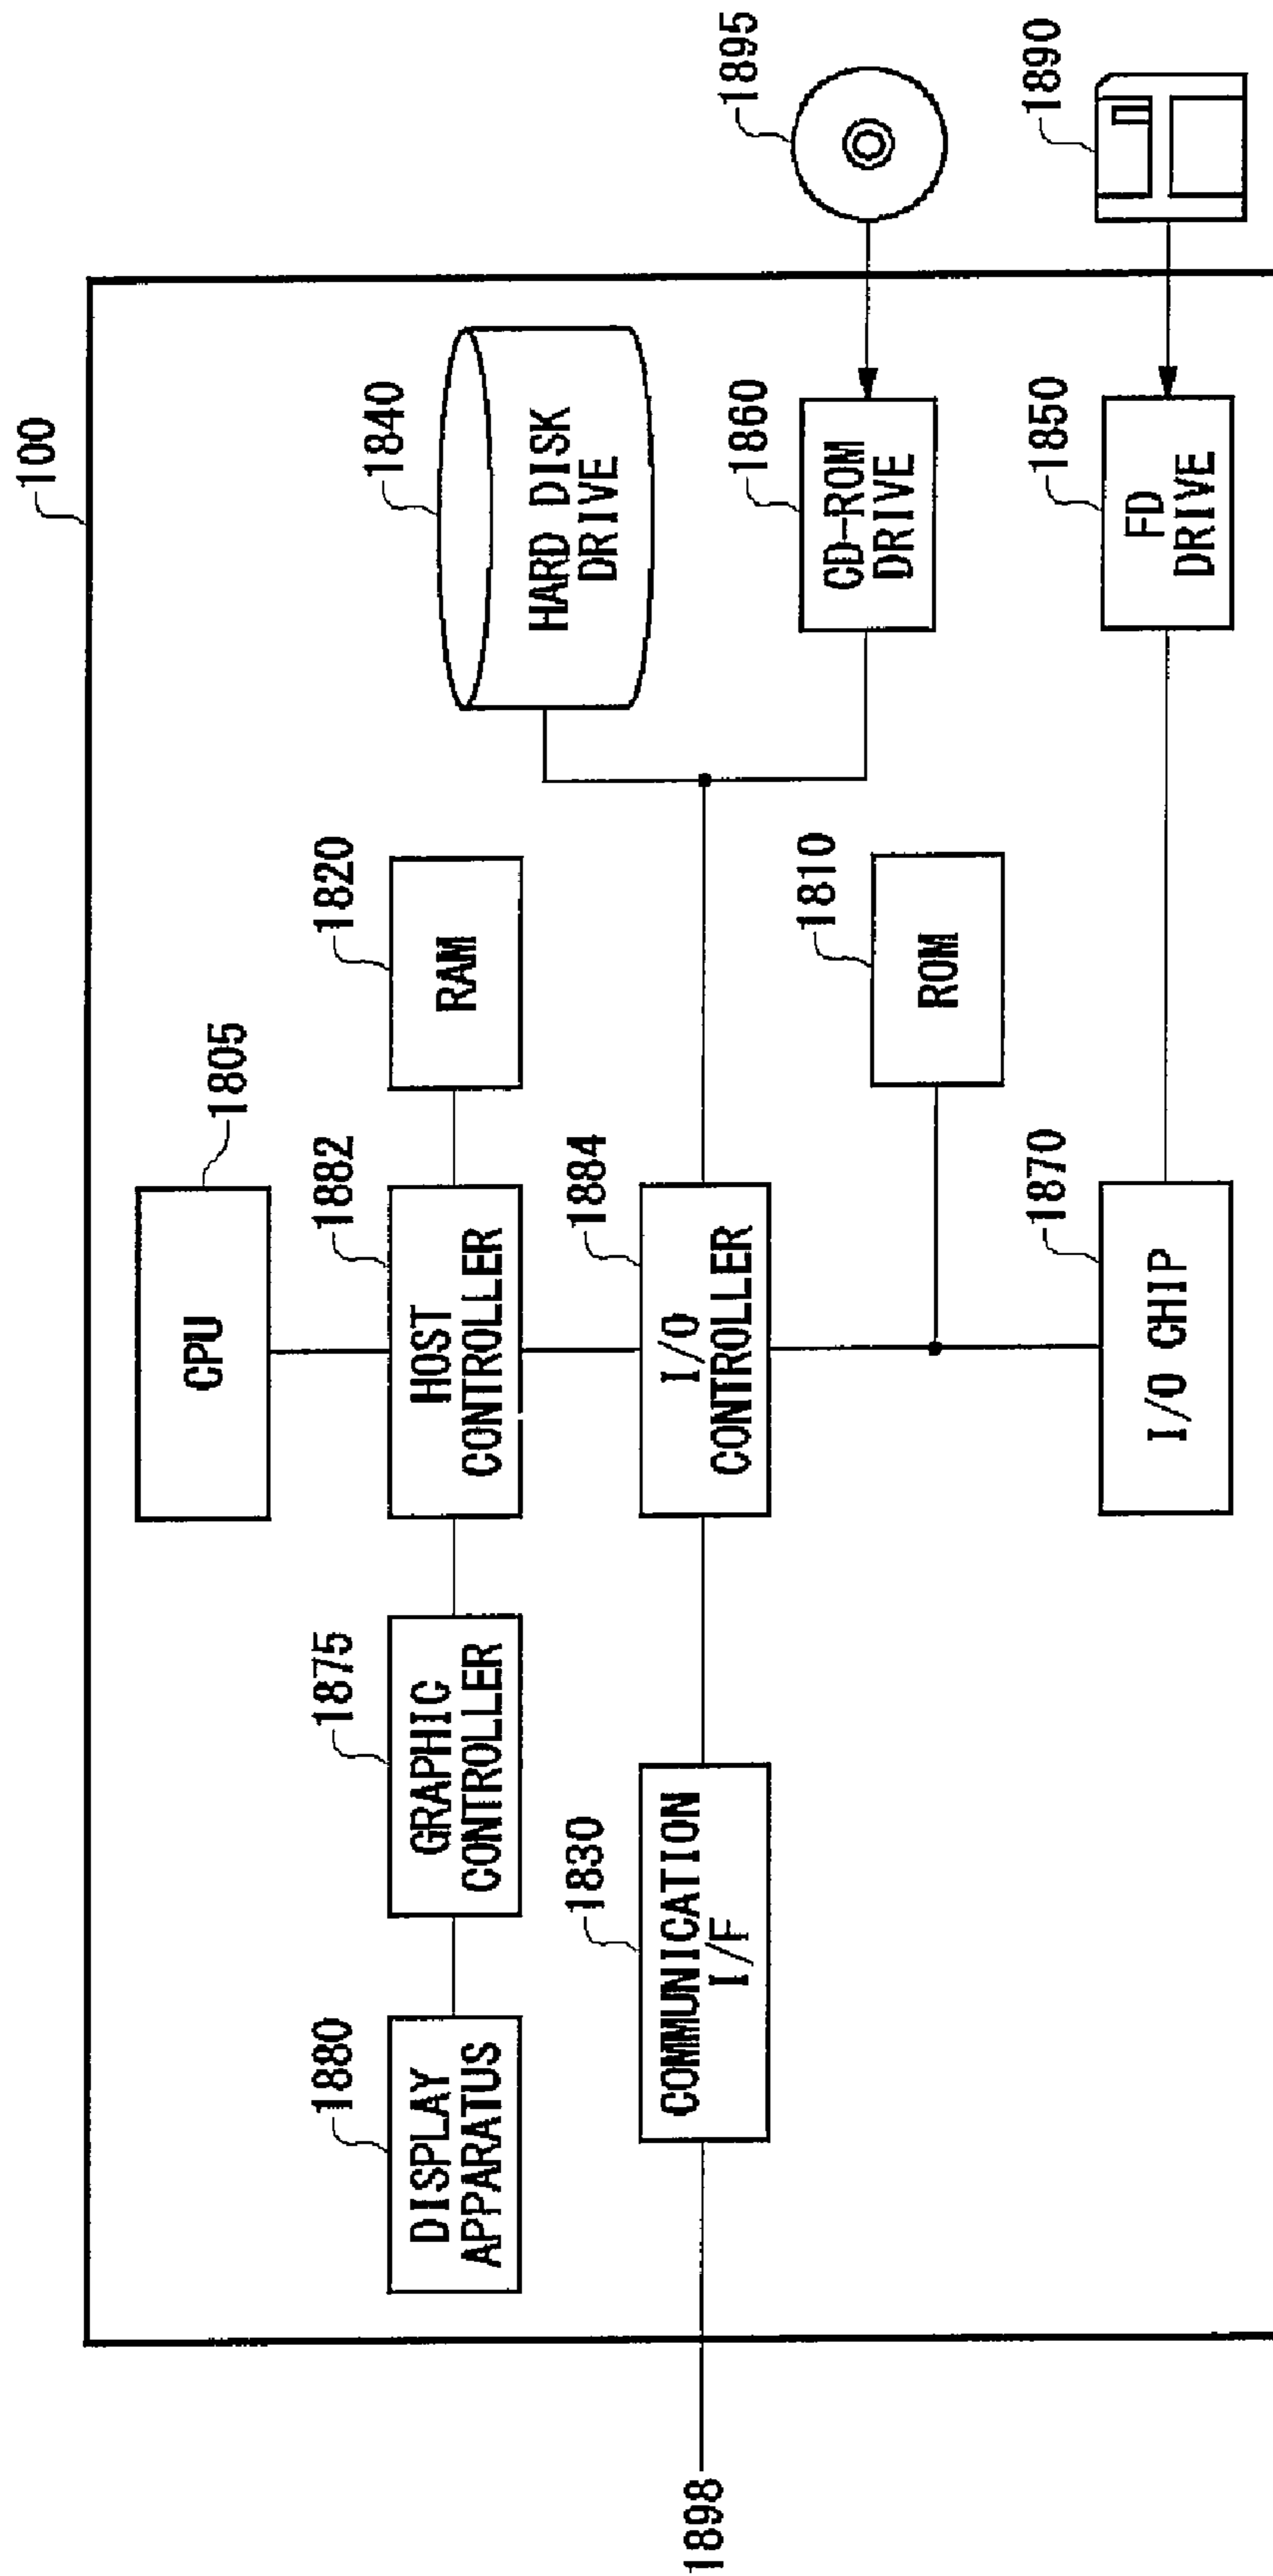 100
1805
CPU
1880
DISPLAY
APPARATUS
1875
GRAPHIC
CONTROLLER
1882
HOST
CONTROLLER
1820
RAM
1840
HARD DISK
DRIVE
1898
1830
COMMUNICATION
I/F
1884
I/O
CONTROLLER
1810
ROM
1860
CD-ROM
DRIVE
1895
1870
I/O CHIP
1850
FD
DRIVE
1890